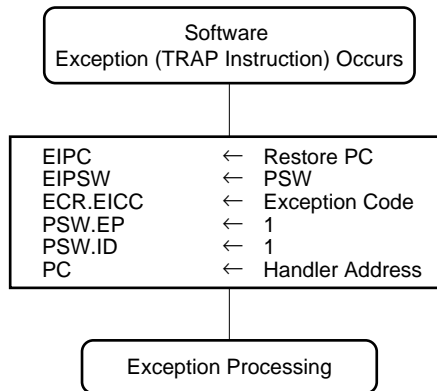 Software
Exception (TRAP Instruction) Occurs
EIPC ← Restore PC
EIPSW ← PSW
ECR.EICC ← Exception Code
PSW.EP ← 1
PSW.ID ← 1
PC ← Handler Address
Exception Processing